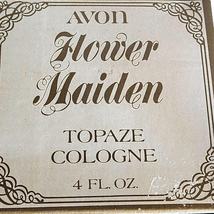 AVON
Flower
Maiden
TOPAZE
COLOGNE
4 FL. OZ.